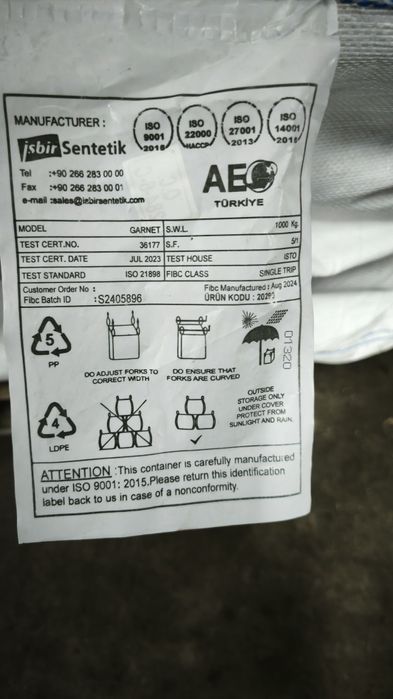 MANUFACTURER :
işbir Sentetik
ISO 9001 2015
ISO 22000 HACCP
ISO 27001 2013
ISO 14001 2015
Tel :+90 266 283 00 00
Fax :+90 266 283 00 01
e-mail :sales@isbirsentetik.com
AEO
TÜRKİYE
MODEL GARNET S.W.L. 1000 Kg
TEST CERT.NO. 36177 S.F. 5/1
TEST CERT. DATE JUL 2023 TEST HOUSE ISTO
TEST STANDARD ISO 21898 FIBC CLASS SINGLE TRIP
Customer Order No : Fibc Manufactured : Aug 2024
Fibc Batch ID :S2405896 ÜRÜN KODU :
5
PP
DO ADJUST FORKS TO
CORRECT WIDTH
DO ENSURE THAT
FORKS ARE CURVED
01320
4
LDPE
OUTSIDE
STORAGE ONLY
UNDER COVER
PROTECT FROM
SUNLIGHT AND RAIN
ATTENTION :This container is carefully manufactured
under ISO 9001: 2015.Please return this identification
label back to us in case of a nonconformity.